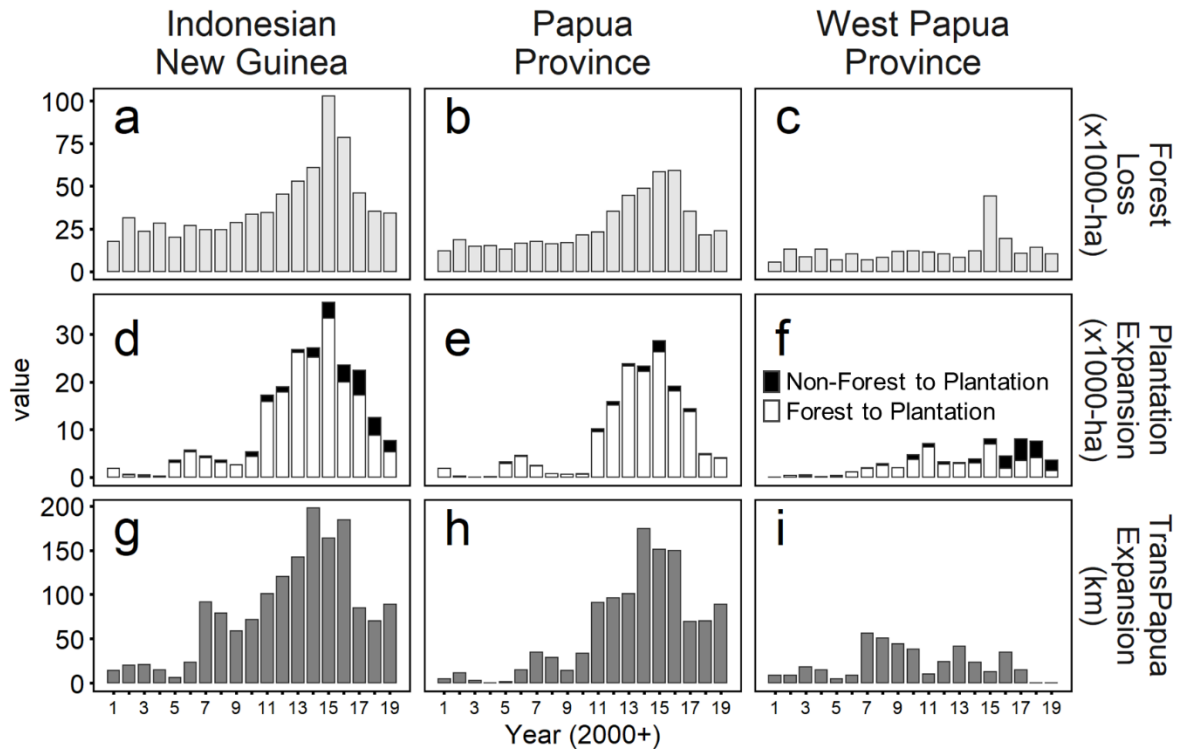 Indonesian
New Guinea
Papua
Province
West Papua
Province
a
b
c
100
75
50
25
0
Forest
Loss
(x1000-ha)
d
e
f
30
20
10
0
Non-Forest to Plantation
Forest to Plantation
Plantation
Expansion
(x1000-ha)
value
g
h
i
200
150
100
50
0
TransPapua
Expansion
(km)
1 3 5 7 9 11 13 15 17 19
1 3 5 7 9 11 13 15 17 19
1 3 5 7 9 11 13 15 17 19
Year (2000+)